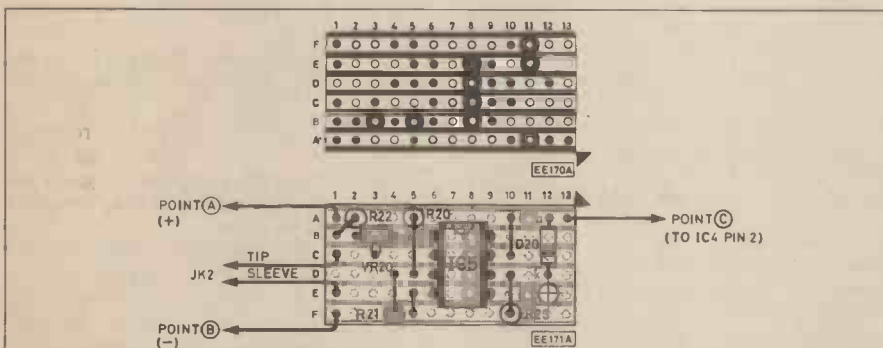 1 2 3 4 5 6 7 8 9 10 11 12 13
F
E
D
C
B
A
EE170A
1 2 3 4 5 6 7 8 9 10 11 12 13
POINT Ⓐ
(+)
A
R22
R20
POINT Ⓒ
(TO IC4 PIN 2)
B
D20
TIP
C
VR20
IC5
JK2
SLEEVE
D
E
POINT Ⓑ
(−)
F
R21
EE171A